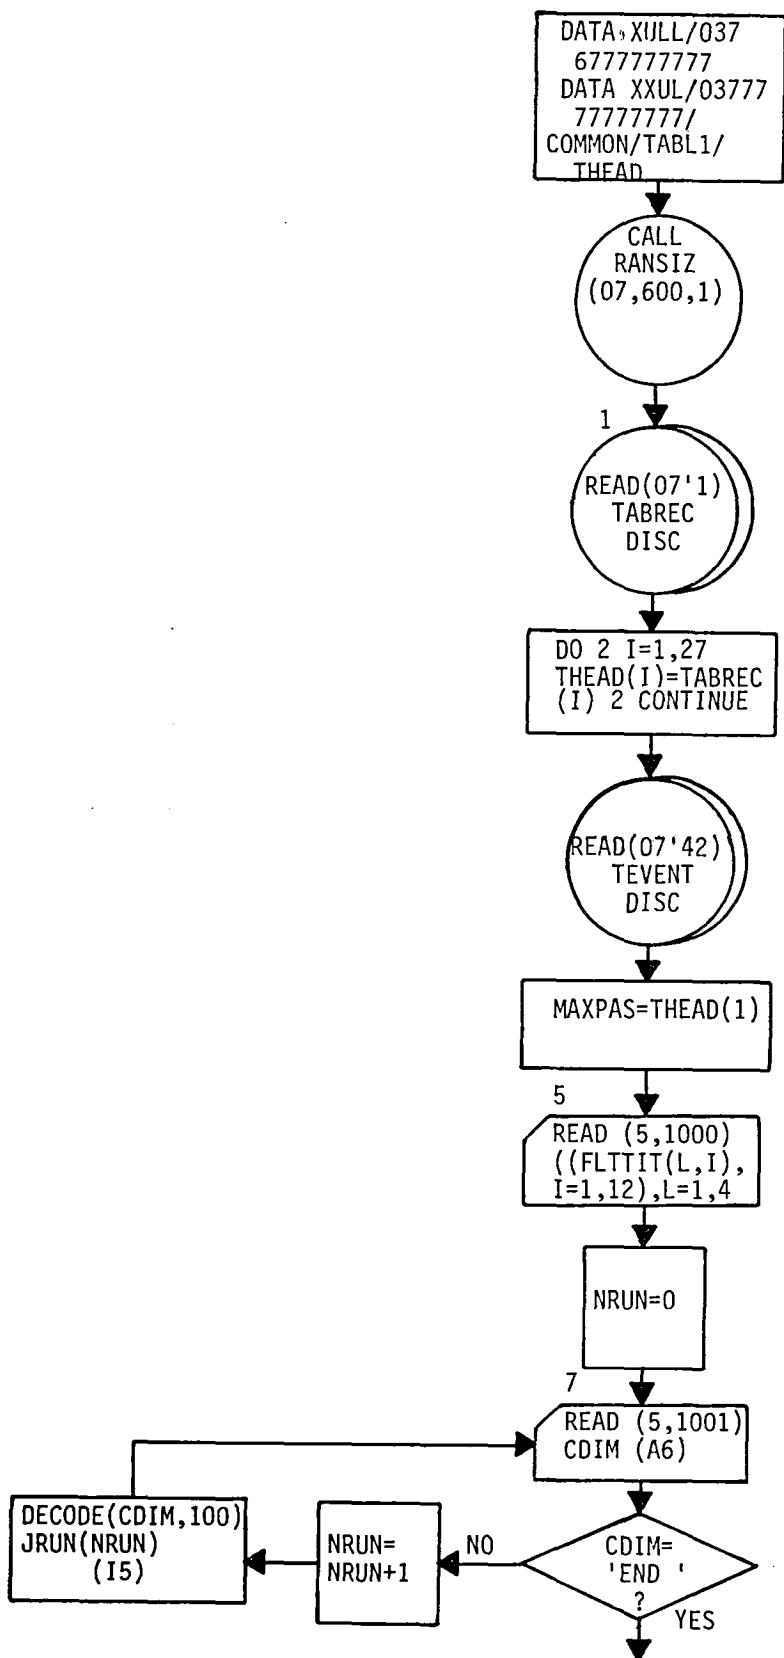 DATA XULL/037
6777777777
DATA XXUL/03777
77777777/
COMMON/TABL1/
THEAD
CALL
RANSIZ
(07,600,1)
1
READ(07'1)
TABREC
DISC
DO 2 I=1,27
THEAD(I)=TABREC
(I) 2 CONTINUE
READ(07'42)
TEVENT
DISC
MAXPAS=THEAD(1)
5
READ (5,1000)
((FLTTIT(L,I),
I=1,12),L=1,4
NRUN=0
7
READ (5,1001)
CDIM (A6)
DECODE(CDIM,100)
JRUN(NRUN)
(I5)
NRUN=
NRUN+1
NO
CDIM=
'END '
?
YES